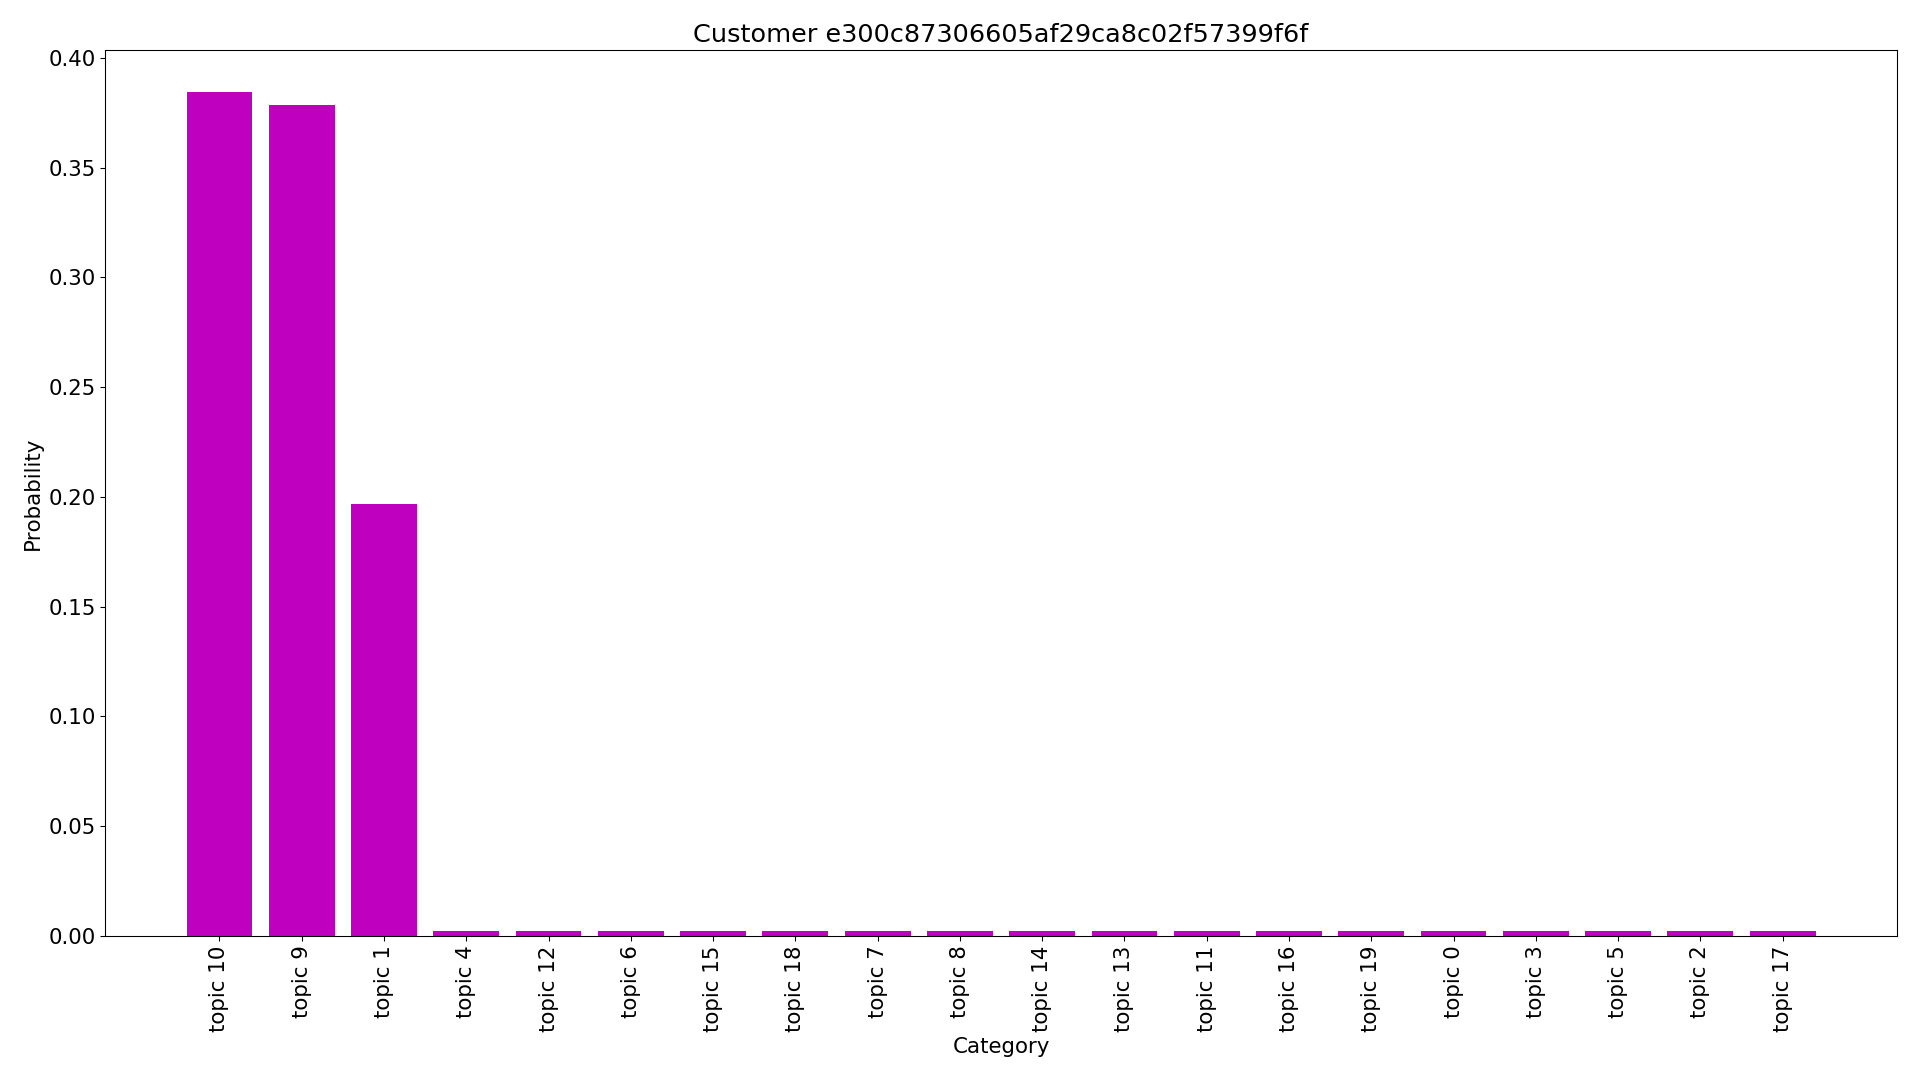 Customer e300c87306605af29ca8c02f57399f6f
Probability
0.40
0.35
0.30
0.25
0.20
0.15
0.10
0.05
0.00
topic 10
topic 9
topic 1
topic 4
topic 12
topic 6
topic 15
topic 18
topic 7
topic 8
topic 14
topic 13
topic 11
topic 16
topic 19
topic 0
topic 3
topic 5
topic 2
topic 17
Category